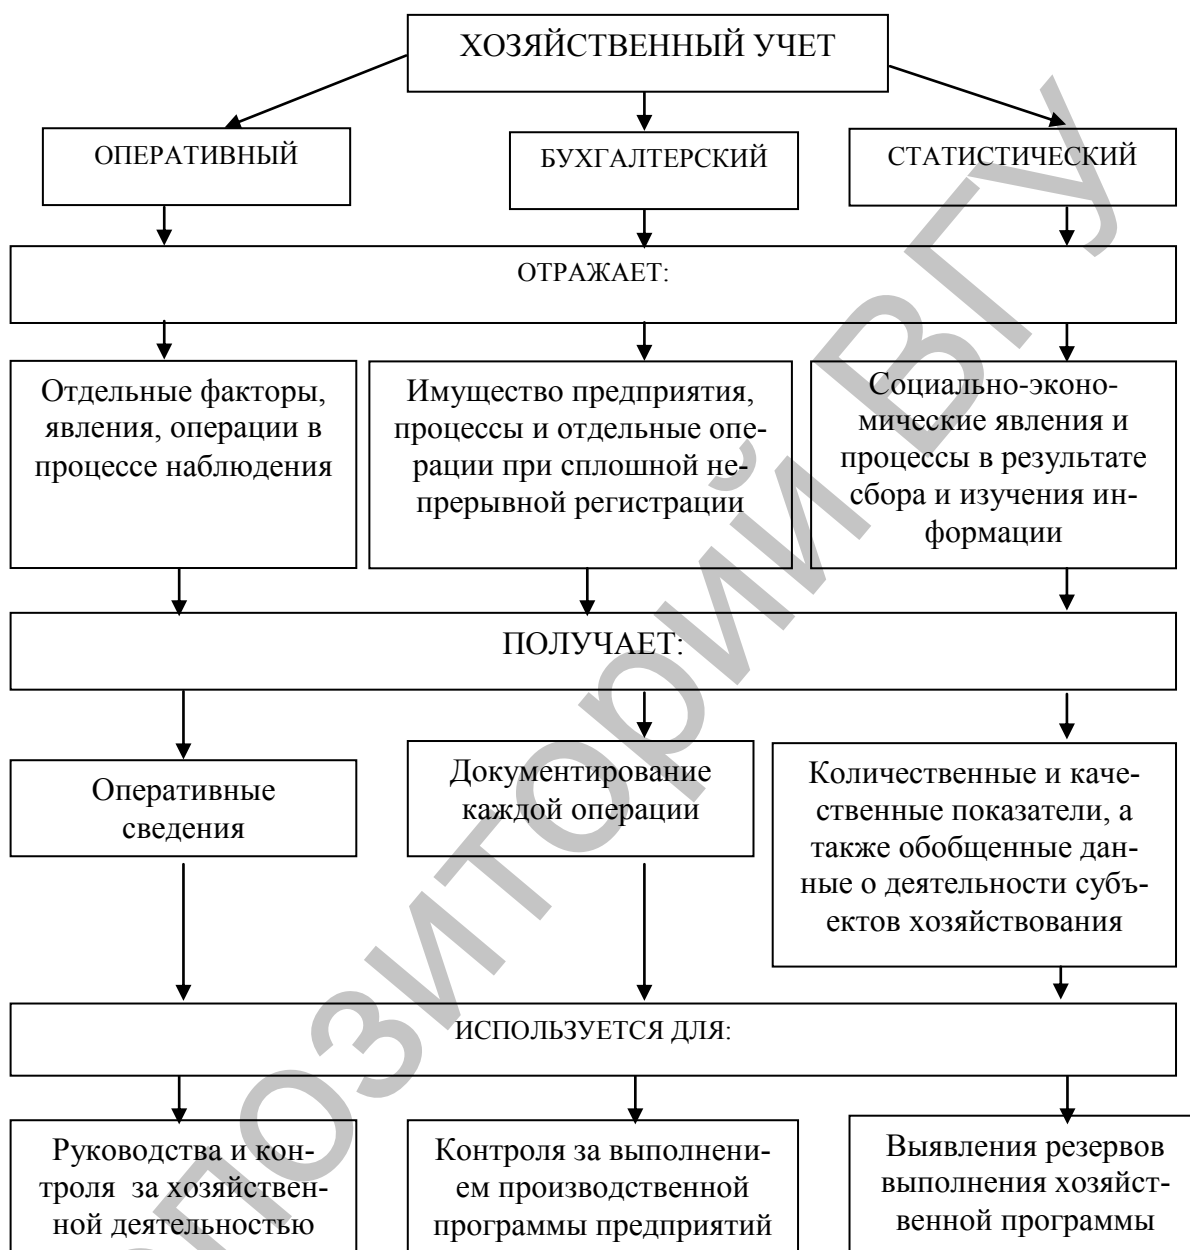 ХОЗЯЙСТВЕННЫЙ УЧЕТ
ОПЕРАТИВНЫЙ
БУХГАЛТЕРСКИЙ
СТАТИСТИЧЕСКИЙ
ОТРАЖАЕТ:
Отдельные факторы,
явления, операции в
процессе наблюдения
Имущество предприятия,
процессы и отдельные опе-
рации при сплошной не-
прерывной регистрации
Социально-эконо-
мические явления и
процессы в результате
сбора и изучения ин-
формации
ПОЛУЧАЕТ:
Оперативные
сведения
Документирование
каждой операции
Количественные и каче-
ственные показатели, а
также обобщенные дан-
ные о деятельности субъ-
ектов хозяйствования
ИСПОЛЬЗУЕТСЯ ДЛЯ:
Руководства и кон-
троля за хозяйствен-
ной деятельностью
Контроля за выполнени-
ем производственной
программы предприятий
Выявления резервов
выполнения хозяйст-
венной программы
позиторий ВГУ